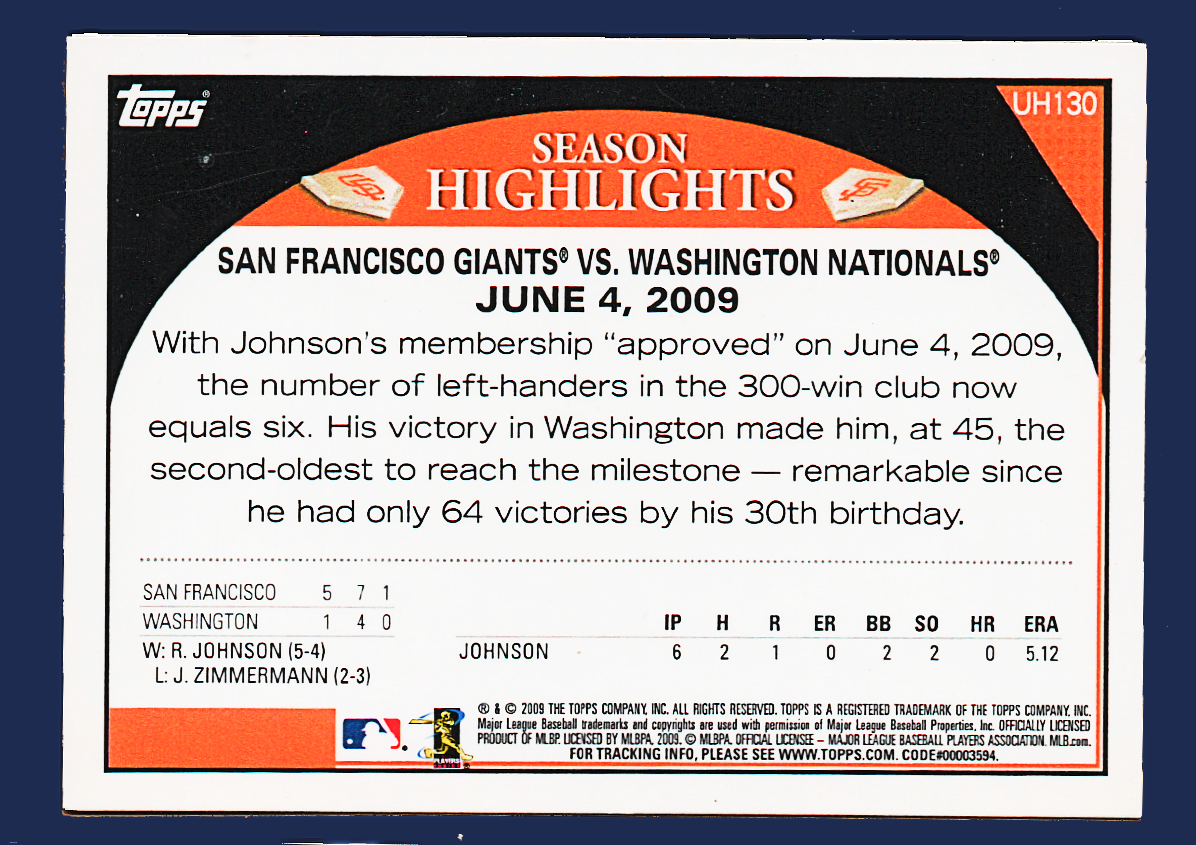 topps®
UH130
SEASON
HIGHLIGHTS
SAN FRANCISCO GIANTS® VS. WASHINGTON NATIONALS®
JUNE 4, 2009
With Johnson's membership “approved” on June 4, 2009,
the number of left-handers in the 300-win club now
equals six. His victory in Washington made him, at 45, the
second-oldest to reach the milestone — remarkable since
he had only 64 victories by his 30th birthday.
SAN FRANCISCO 5 7 1
WASHINGTON 1 4 0
W: R. JOHNSON (5-4)
L: J. ZIMMERMANN (2-3)
IP H R ER BB SO HR ERA
JOHNSON 6 2 1 0 2 2 0 5.12
® & © 2009 THE TOPPS COMPANY, INC. ALL RIGHTS RESERVED. TOPPS IS A REGISTERED TRADEMARK OF THE TOPPS COMPANY, INC.
Major League Baseball trademarks and copyrights are used with permission of Major League Baseball Properties, Inc. OFFICIALLY LICENSED
PRODUCT OF MLBP. LICENSED BY MLBPA, 2009. © MLBPA. OFFICIAL LICENSEE – MAJOR LEAGUE BASEBALL PLAYERS ASSOCIATION. MLB.com.
FOR TRACKING INFO, PLEASE SEE WWW.TOPPS.COM. CODE#00003594.